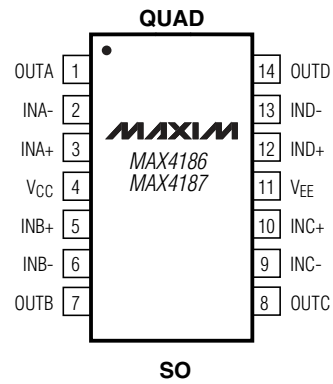 QUAD
OUTA 1
INA- 2
INA+ 3
VCC 4
INB+ 5
INB- 6
OUTB 7
MAXIM
MAX4186
MAX4187
14 OUTD
13 IND-
12 IND+
11 VEE
10 INC+
9 INC-
8 OUTC
SO